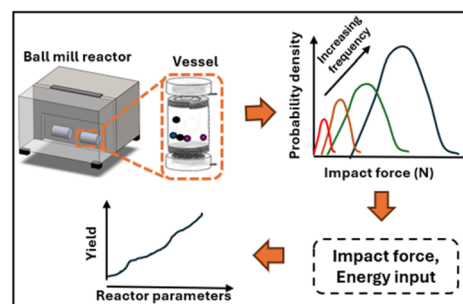 Ball mill reactor
Vessel
Increasing
frequency
Probability density
Impact force (N)
Yield
Reactor parameters
Impact force,
Energy input